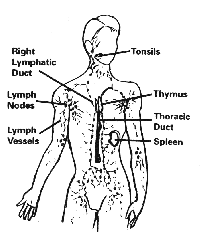 Right
Lymphatic
Duct
Tonsils
Lymph
Nodes
Thymus
Thoracic
Duct
Lymph
Vessels
Spleen